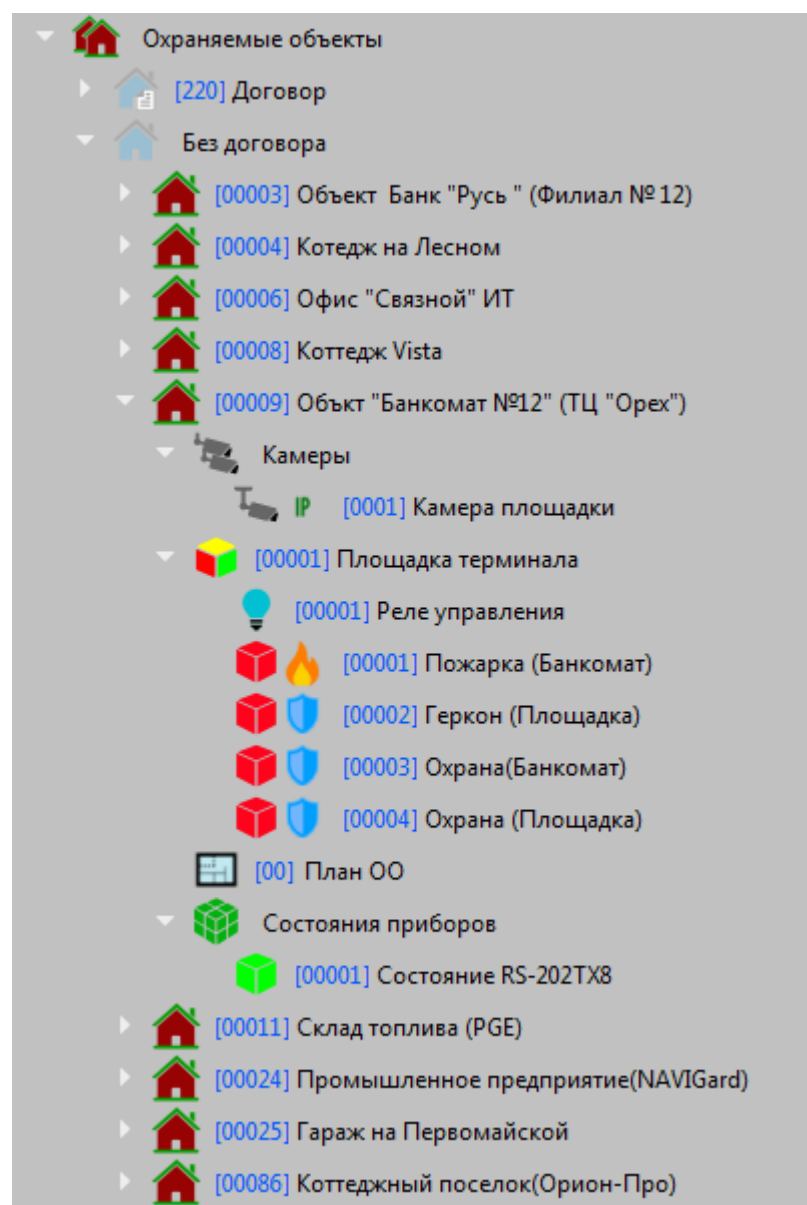 Охраняемые объекты
[220] Договор
Без договора
[00003] Объект Банк "Русь " (Филиал №12)
[00004] Котедж на Лесном
[00006] Офис "Связной" ИТ
[00008] Коттедж Vista
[00009] Объкт "Банкомат №12" (ТЦ "Орех")
Камеры
IP [0001] Камера площадки
[00001] Площадка терминала
[00001] Реле управления
[00001] Пожарка (Банкомат)
[00002] Геркон (Площадка)
[00003] Охрана(Банкомат)
[00004] Охрана (Площадка)
[00] План ОО
Состояния приборов
[00001] Состояние RS-202TX8
[00011] Склад топлива (PGE)
[00024] Промышленное предприятие(NAVIGard)
[00025] Гараж на Первомайской
[00086] Коттеджный поселок(Орион-Про)